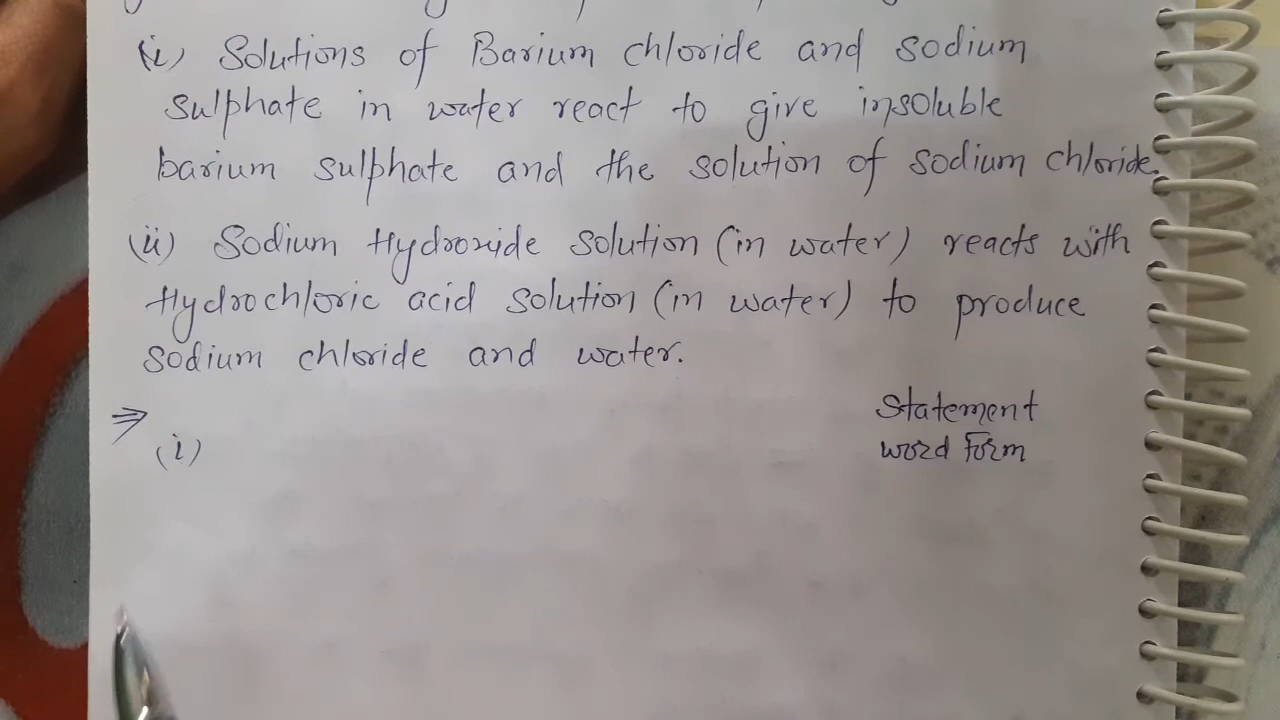 (i) Solutions of Barium chloride and sodium
sulphate in water react to give insoluble
barium sulphate and the solution of sodium chloride.
(ii) Sodium Hydroxide solution (in water) reacts with
Hydrochloric acid solution (in water) to produce
sodium chloride and water.
⇒
Statement
(i)
word form